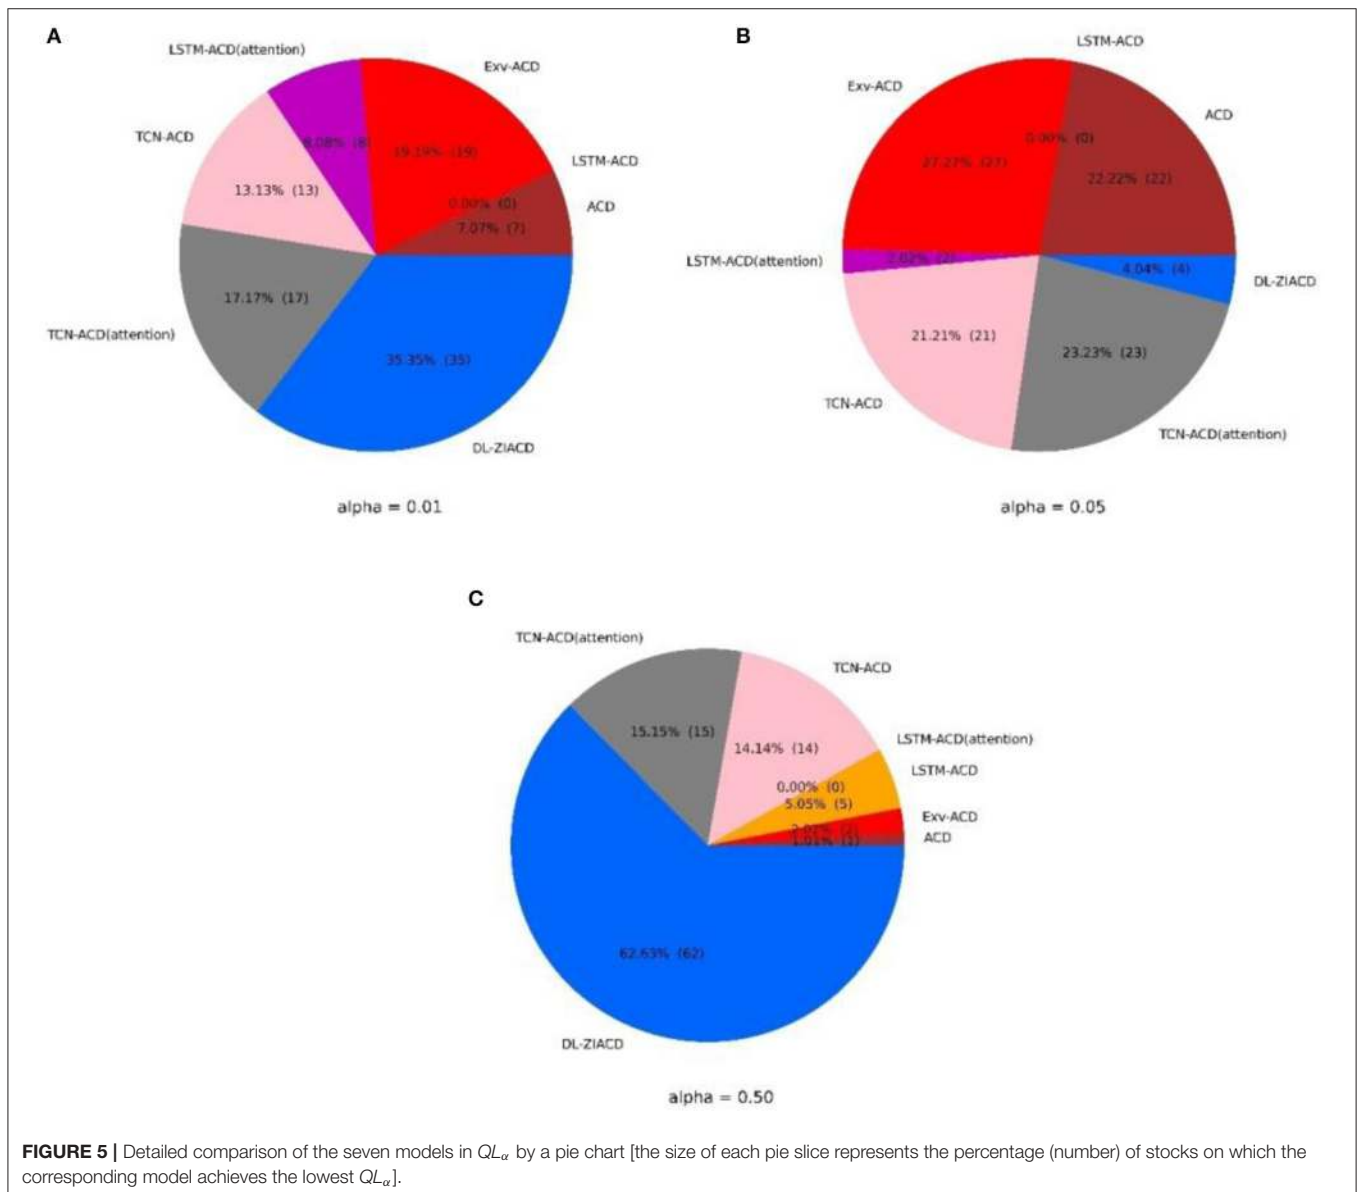 A
LSTM-ACD(attention)
Exv-ACD
TCN-ACD
8.08% (8)
19.19% (19)
LSTM-ACD
13.13% (13)
0.00% (0)
ACD
7.07% (7)
17.17% (17)
TCN-ACD(attention)
35.35% (35)
DL-ZIACD
alpha = 0.01
B
LSTM-ACD
Exv-ACD
ACD
0.00% (0)
27.27% (27)
22.22% (22)
LSTM-ACD(attention)
2.02% (2)
4.04% (4)
DL-ZIACD
21.21% (21)
23.23% (23)
TCN-ACD
TCN-ACD(attention)
alpha = 0.05
C
TCN-ACD(attention)
TCN-ACD
15.15% (15)
14.14% (14)
LSTM-ACD(attention)
LSTM-ACD
0.00% (0)
5.05% (5)
Exv-ACD
2.02% (2)
ACD
1.01% (1)
62.63% (62)
DL-ZIACD
alpha = 0.50
FIGURE 5 | Detailed comparison of the seven models in QLα by a pie chart [the size of each pie slice represents the percentage (number) of stocks on which the
corresponding model achieves the lowest QLα].